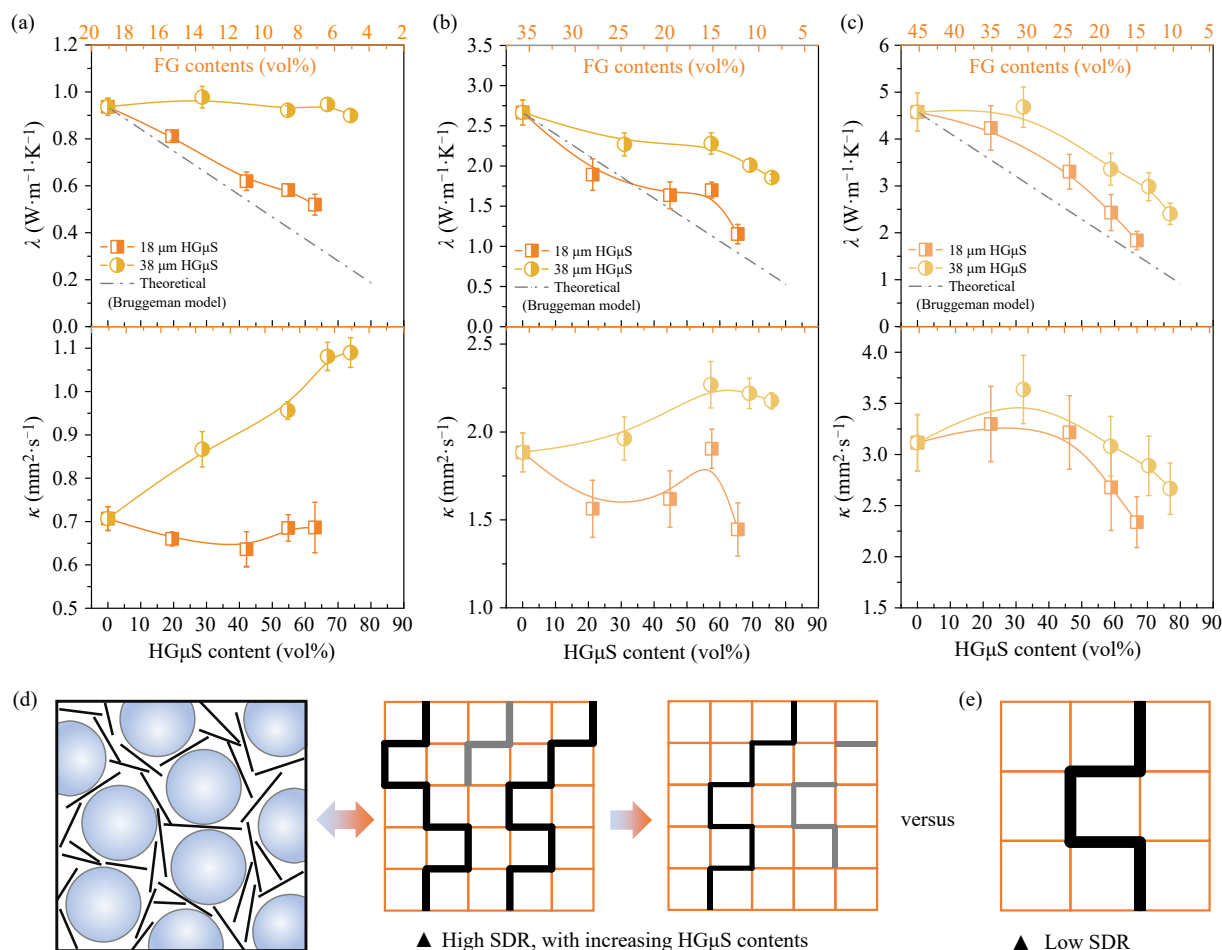 (a)
20 18 16 14 12 10 8 6 4 2
FG contents (vol%)
1.2
1.0
0.8
0.6
0.4
0.2
0.0
λ (W·m⁻¹·K⁻¹)
18 μm HGμS
38 μm HGμS
Theoretical
(Bruggeman model)
1.1
1.0
0.9
0.8
0.7
0.6
0.5
κ (mm²·s⁻¹)
0 10 20 30 40 50 60 70 80 90
HGμS content (vol%)
(b)
35 30 25 20 15 10 5
FG contents (vol%)
3.5
3.0
2.5
2.0
1.5
1.0
0.5
0.0
λ (W·m⁻¹·K⁻¹)
18 μm HGμS
38 μm HGμS
Theoretical
(Bruggeman model)
2.5
2.0
1.5
1.0
κ (mm²·s⁻¹)
0 10 20 30 40 50 60 70 80 90
HGμS content (vol%)
(c)
45 40 35 30 25 20 15 10 5
FG contents (vol%)
6
5
4
3
2
1
0
λ (W·m⁻¹·K⁻¹)
18 μm HGμS
38 μm HGμS
Theoretical
(Bruggeman model)
4.0
3.5
3.0
2.5
2.0
1.5
κ (mm²·s⁻¹)
0 10 20 30 40 50 60 70 80 90
HGμS content (vol%)
(d)
▲ High SDR, with increasing HGμS contents
versus
(e)
▲ Low SDR